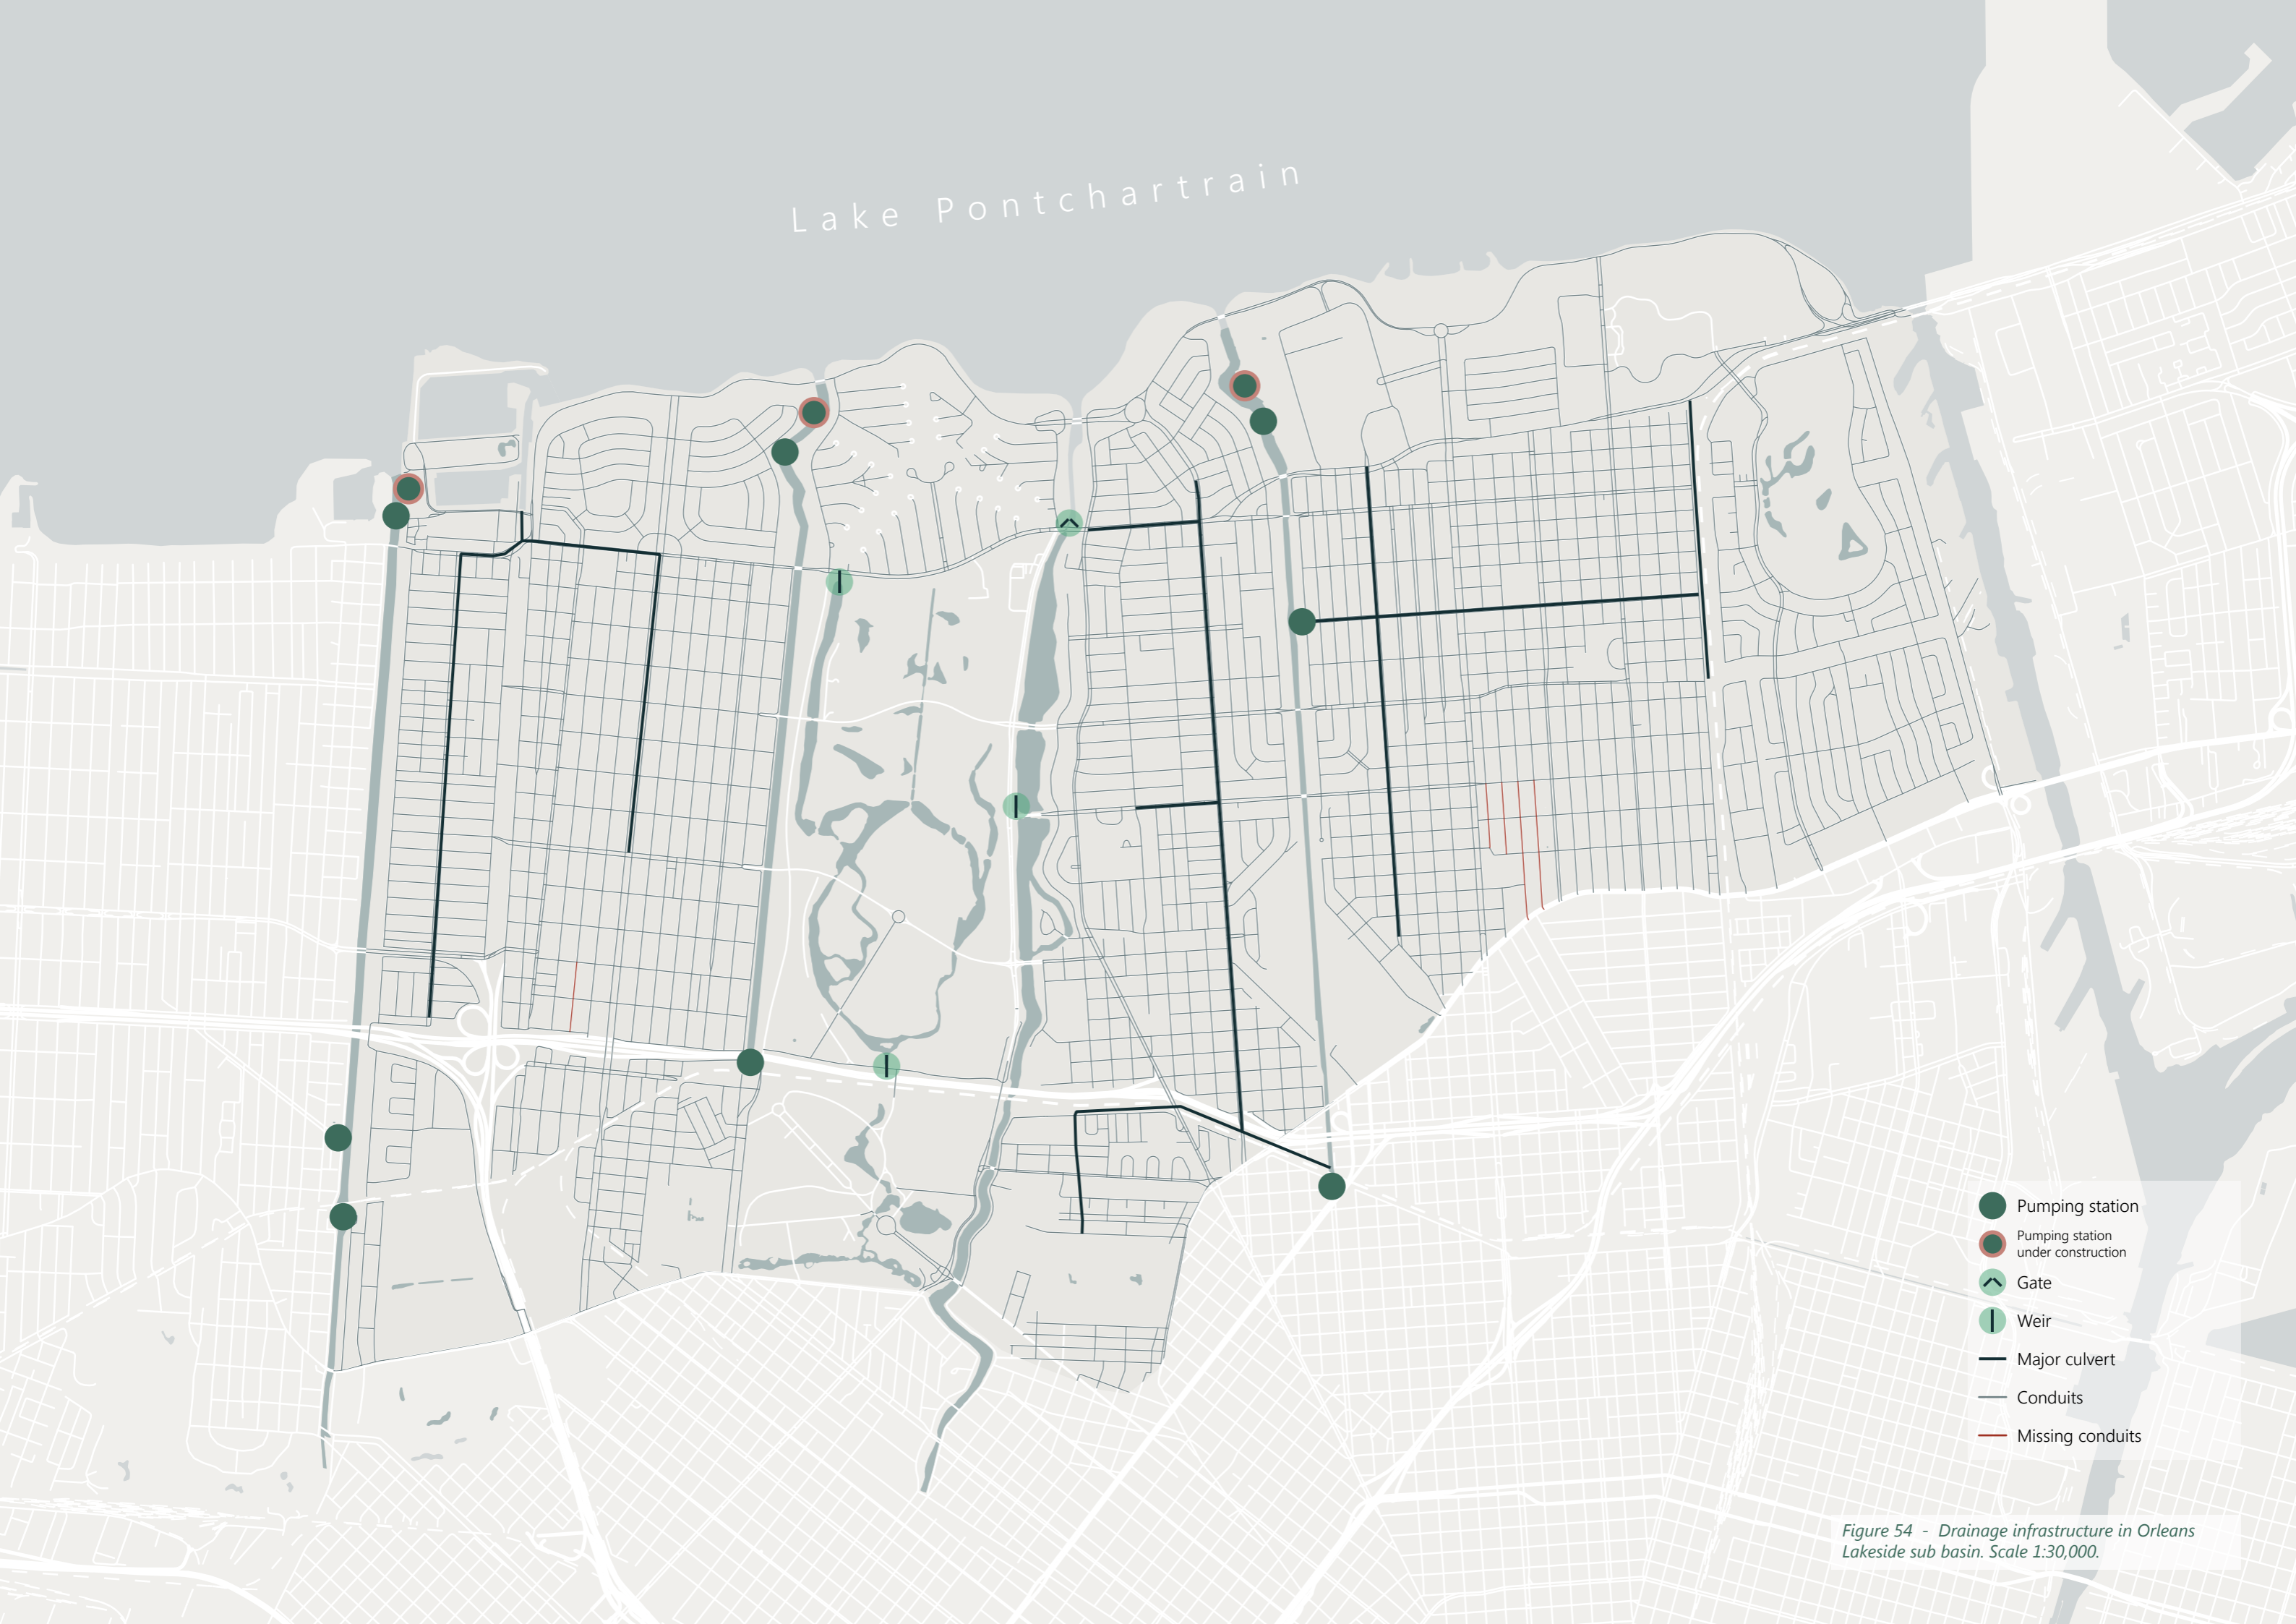 Lake Pontchartrain
Pumping station
Pumping station
under construction
Gate
Weir
Major culvert
Conduits
Missing conduits
Figure 54 - Drainage infrastructure in Orleans
Lakeside sub basin. Scale 1:30,000.